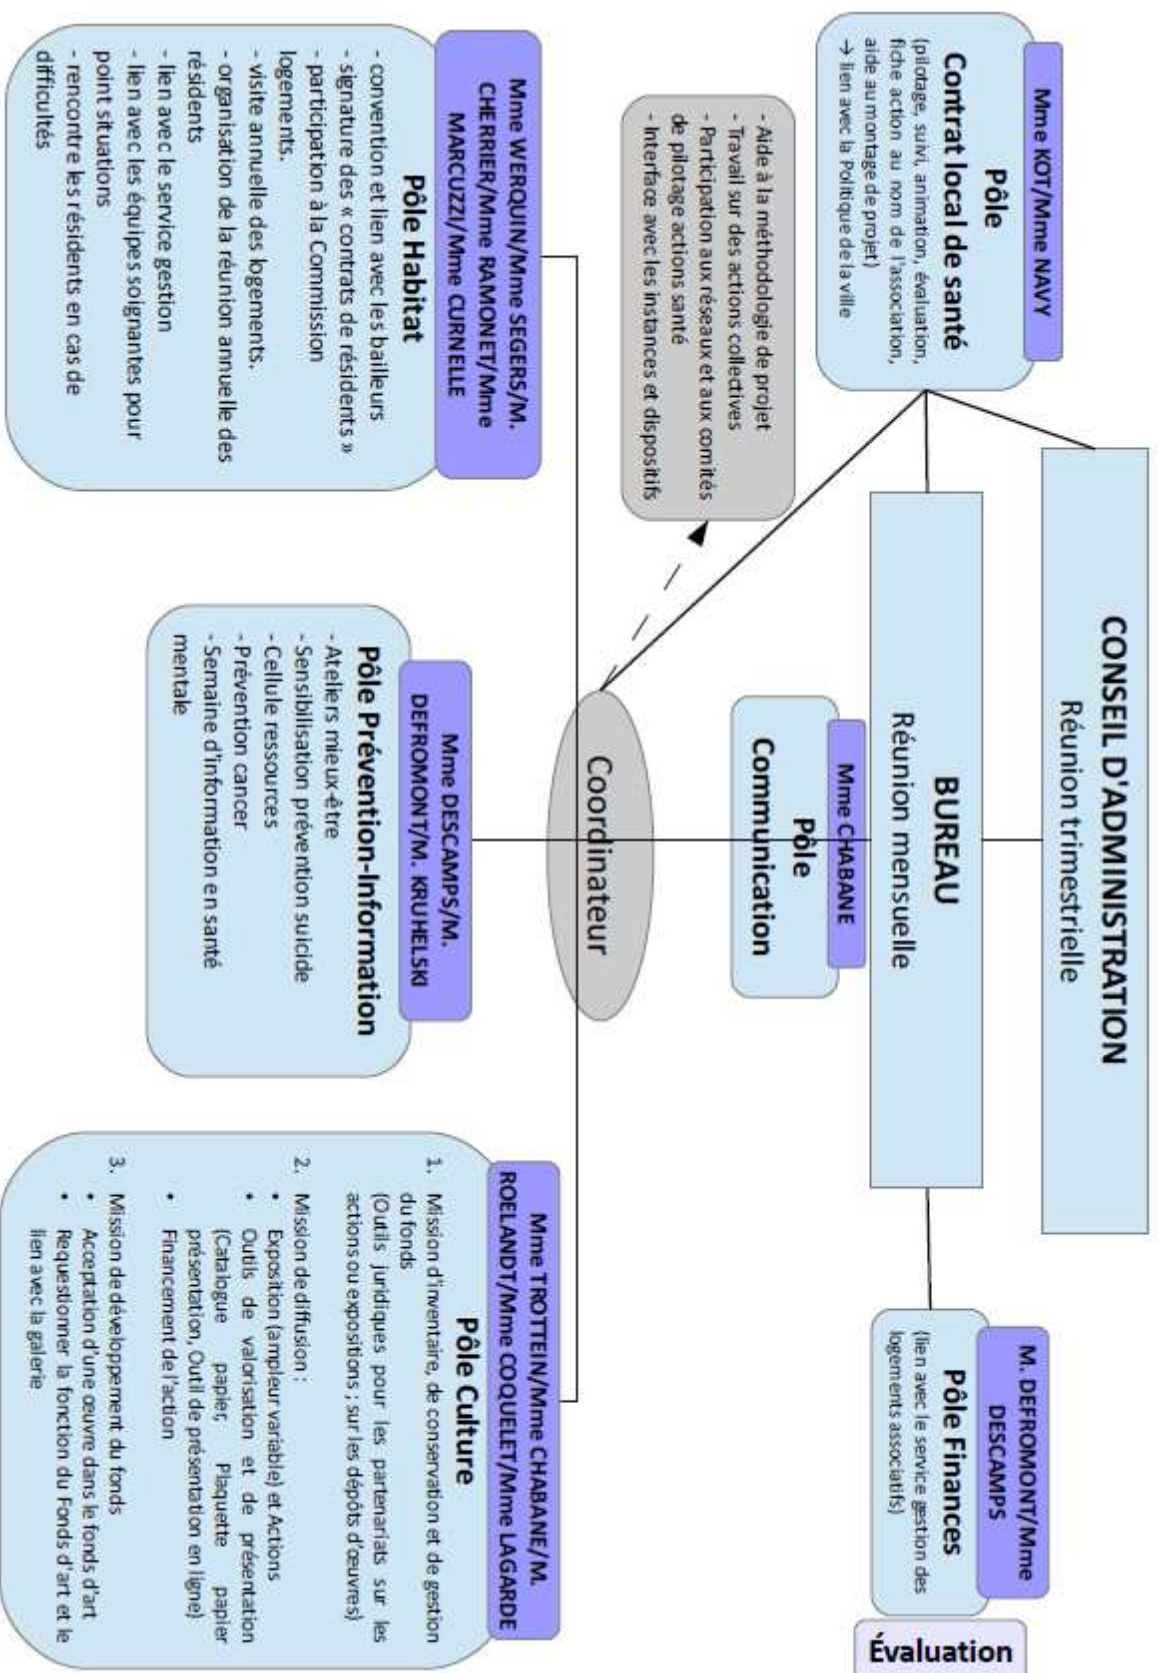 CONSEIL D'ADMINISTRATION
Réunion trimestrielle
BUREAU
Réunion mensuelle
Mme KOT/Mme NAVY
Pôle
Contrat local de santé
(pilotage, suivi, animation, évaluation,
fiche action au nom de l'association,
aide au montage de projet)
→ lien avec la Politique de la ville
M. DEFROMONT/Mme
DESCAMPS
Pôle Finances
(lien avec le service gestion des
logements associatifs)
Évaluation
Mme CHABANE
Pôle
Communication
- Aide à la méthodologie de projet
- Travail sur des actions collectives
- Participation aux réseaux et aux comités
de pilotage actions santé
- Interface avec les instances et dispositifs
Coordinateur
Mme WERQUIN/Mme SEGERS/M.
CHERRIER/Mme RAMONET/Mme
MARCUZZI/Mme CURNELLE
Pôle Habitat
- convention et lien avec les bailleurs
- signature des « contrats de résidents »
- participation à la Commission
logements.
- visite annuelle des logements.
- organisation de la réunion annuelle des
résidents
- lien avec le service gestion
- lien avec les équipes soignantes pour
point situations
- rencontre les résidents en cas de
difficultés
Mme DESCAMPS/M.
DEFROMONT/M. KRUHELSKI
Pôle Prévention-Information
- Ateliers mieux-être
- Sensibilisation prévention suicide
- Cellule ressources
- Prévention cancer
- Semaine d'information en santé
mentale
Mme TROTTEIN/Mme CHABANE/M.
ROELANDT/Mme COQUELET/Mme LAGARDE
Pôle Culture
1. Mission d'inventaire, de conservation et de gestion
du fonds
(Outils juridiques pour les partenariats sur les
actions ou expositions ; sur les dépôts d'œuvres)
2. Mission de diffusion :
• Exposition (ampleur variable) et Actions
• Outils de valorisation et de présentation
(Catalogue papier, Plaquette papier
présentation, Outil de présentation en ligne)
• Financement de l'action
3. Mission de développement du fonds
• Acceptation d'une œuvre dans le fonds d'art
• Requestionner la fonction du Fonds d'art et le
lien avec la galerie